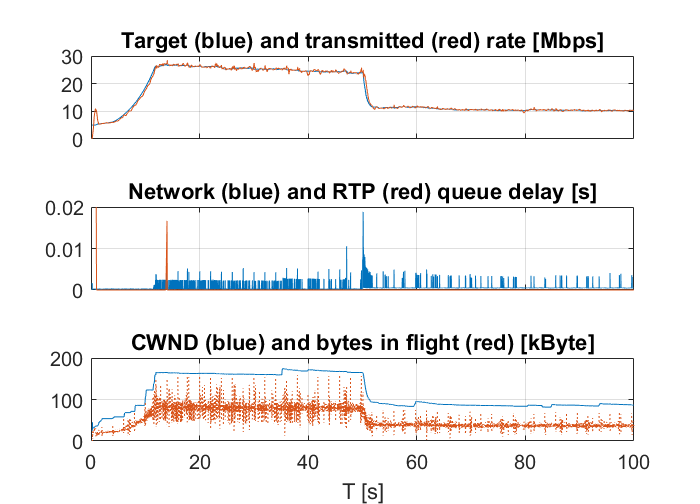 Target (blue) and transmitted (red) rate [Mbps]
30
20
10
0
Network (blue) and RTP (red) queue delay [s]
0.02
0.01
0
CWND (blue) and bytes in flight (red) [kByte]
200
100
0
0 20 40 60 80 100
T [s]